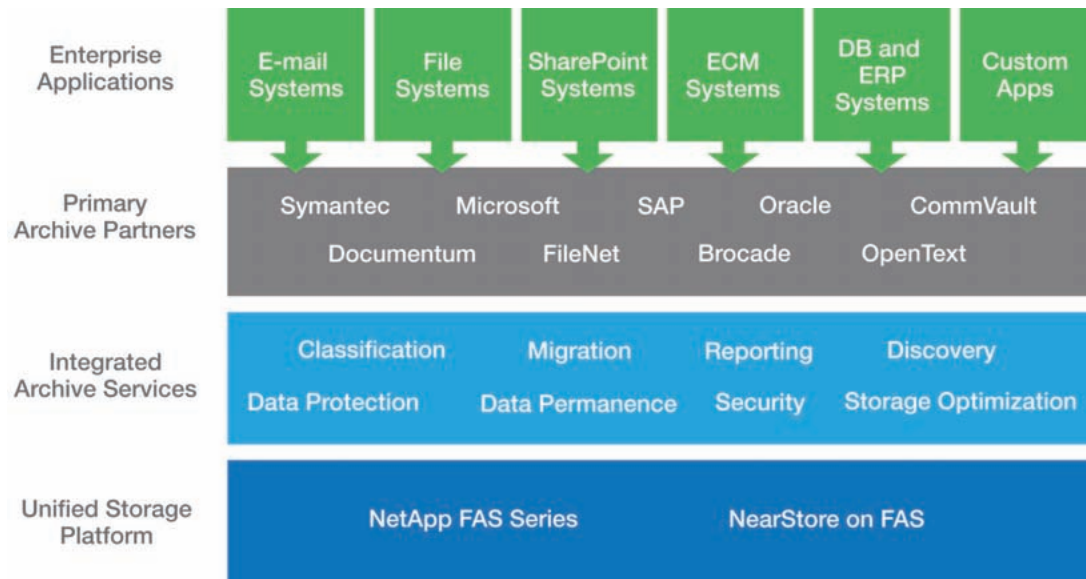 Enterprise
Applications
E-mail
Systems
File
Systems
SharePoint
Systems
ECM
Systems
DB and
ERP
Systems
Custom
Apps
Primary
Archive Partners
Symantec Microsoft SAP Oracle CommVault
Documentum FileNet Brocade OpenText
Integrated
Archive Services
Classification Migration Reporting Discovery
Data Protection Data Permanence Security Storage Optimization
Unified Storage
Platform
NetApp FAS Series NearStore on FAS